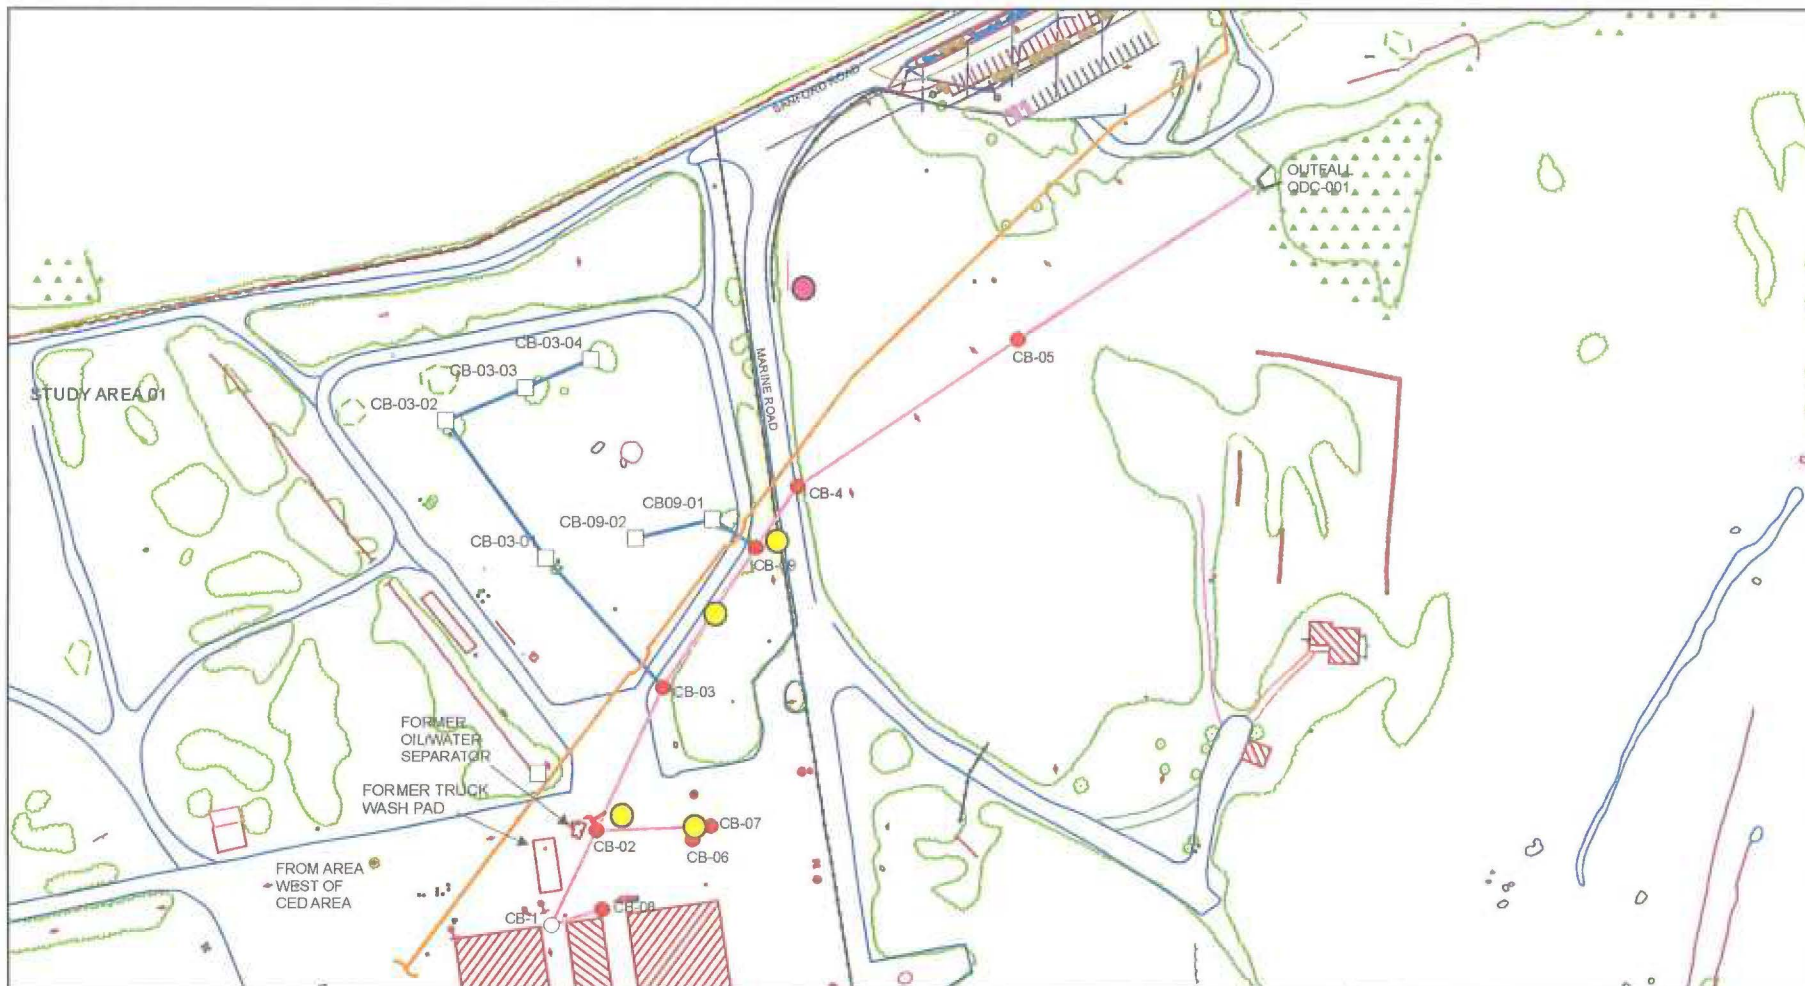 SANFORD ROAD
OUTFALL
ODC-001
CB-03-04
CB-05
MARINE ROAD
CB-03-03
STUDY AREA 01
CB-03-02
CB-4
CB09-01
CB-09-02
CB-03-01
CB-09
CB-03
FORMER
OIL/WATER
SEPARATOR
FORMER TRUCK
WASH PAD
CB-07
CB-02
CB-06
FROM AREA
WEST OF
CED AREA
CB-08
CB-1